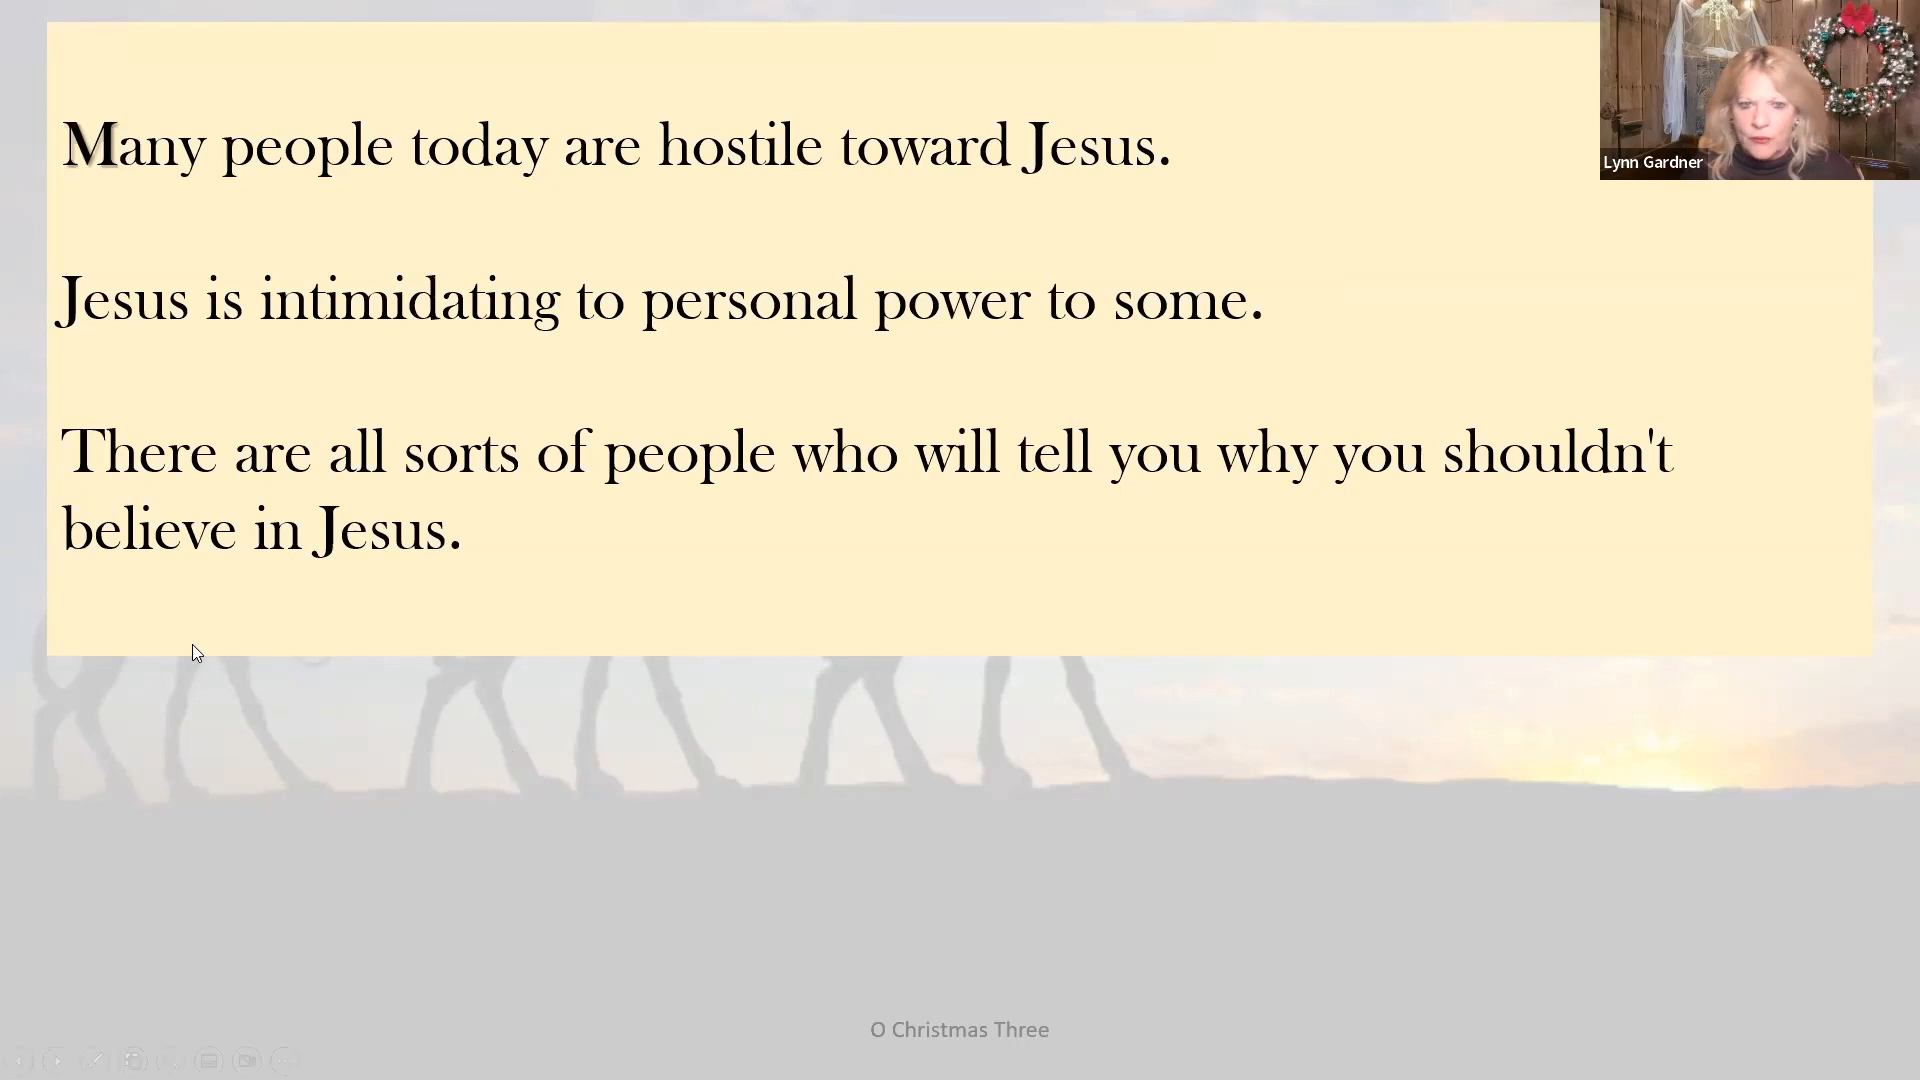 Many people today are hostile toward Jesus.
Jesus is intimidating to personal power to some.
There are all sorts of people who will tell you why you shouldn't
believe in Jesus.
Lynn Gardner
O Christmas Three